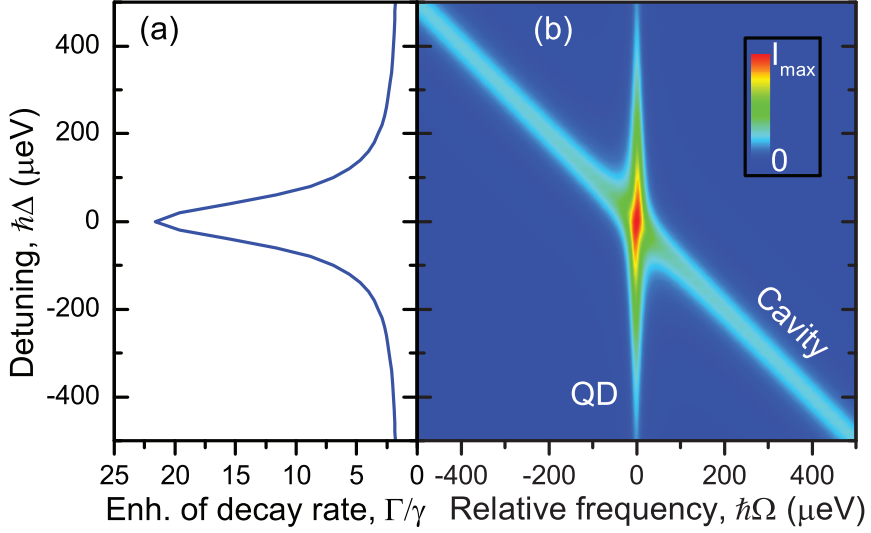 (a)
(b)
400
200
0
-200
-400
Detuning, ħΔ (μeV)
I max
0
Cavity
QD
25 20 15 10 5 0
-400 -200 0 200 400
Enh. of decay rate, Γ/γ
Relative frequency, ħΩ (μeV)